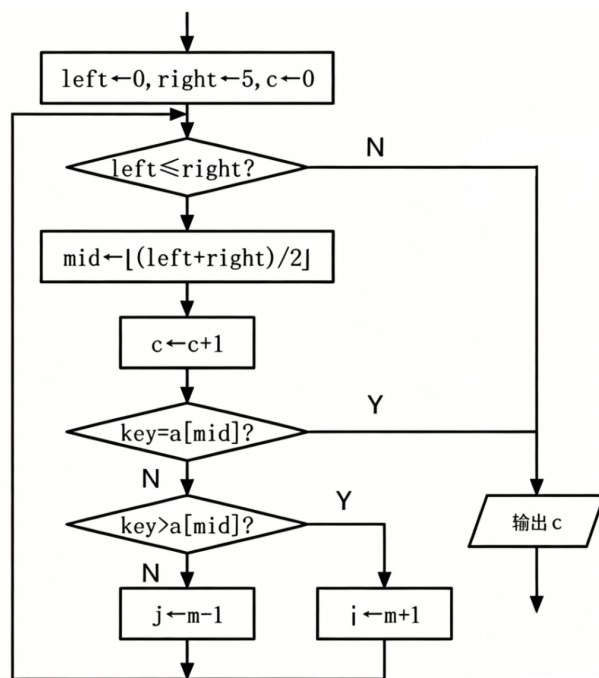 left←0,right←5,c←0
left≤right?
N
mid←⌊(left+right)/2⌋
c←c+1
Y
key=a[mid]?
N
key>a[mid]?
Y
输出c
N
j←m-1
i←m+1